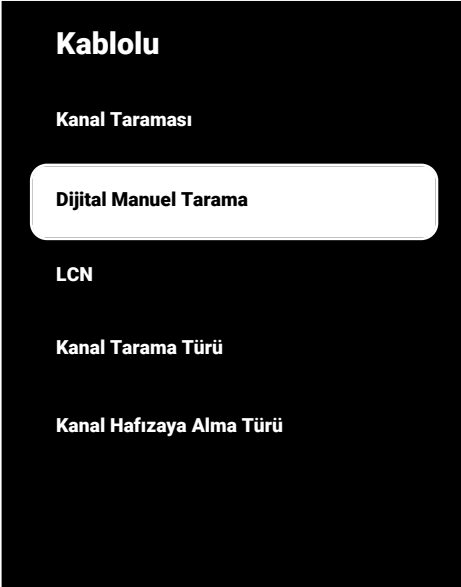 Kablolu
Kanal Taraması
Dijital Manuel Tarama
LCN
Kanal Tarama Türü
Kanal Hafızaya Alma Türü